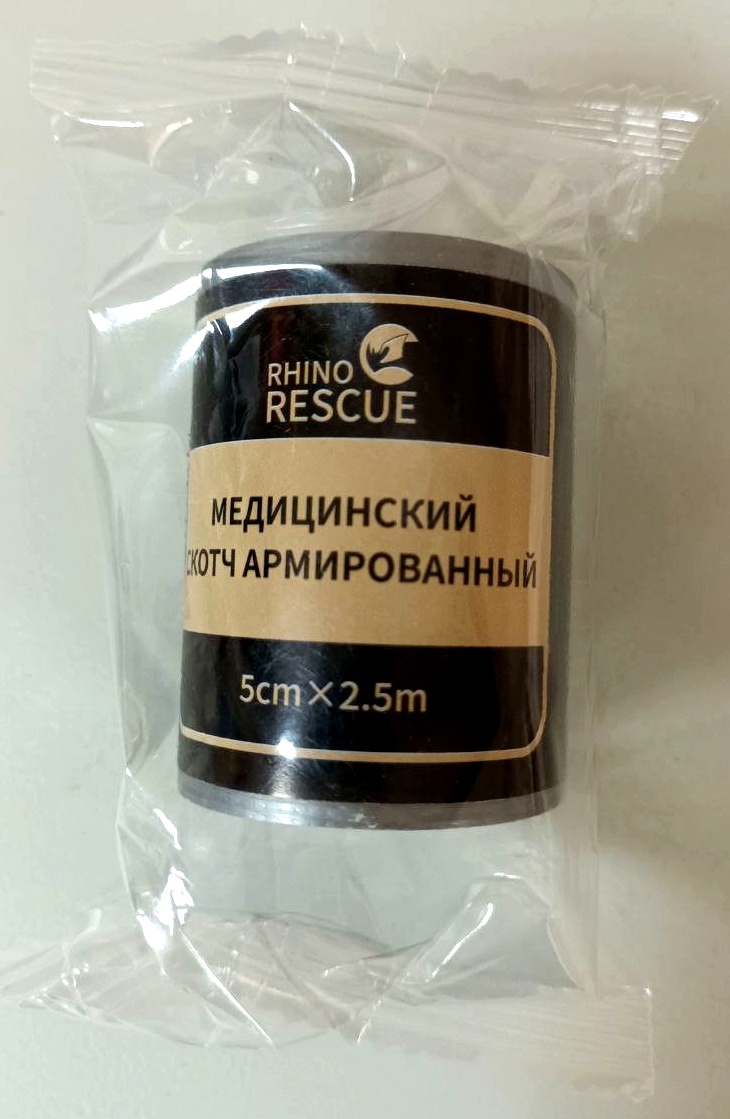 RHINO
RESCUE
МЕДИЦИНСКИЙ
СКОТЧ АРМИРОВАННЫЙ
5cm×2.5m